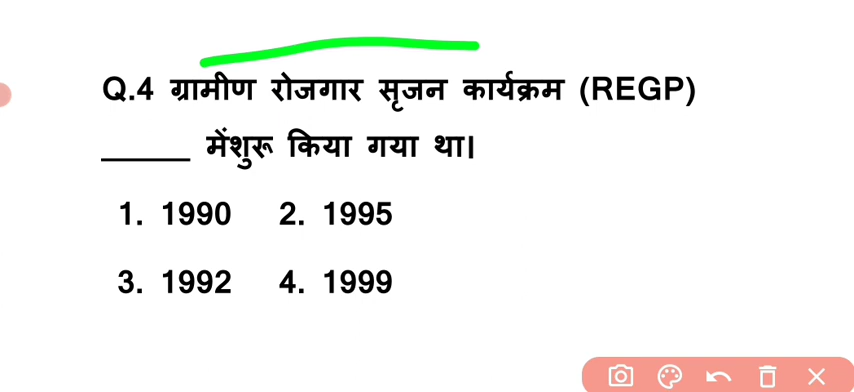 Q.4 ग्रामीण रोजगार सृजन कार्यक्रम (REGP)
______ मेंशुरू किया गया था।
1. 1990 2. 1995
3. 1992 4. 1999